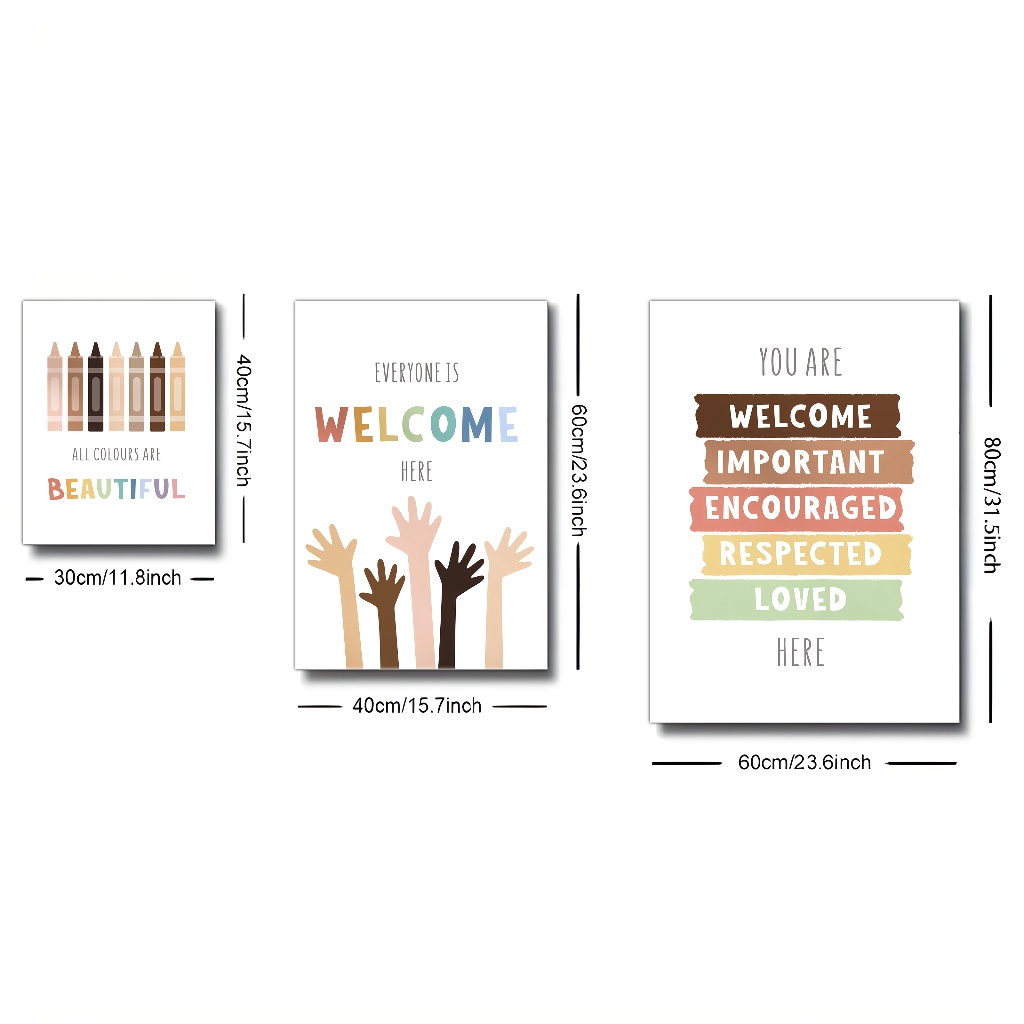 ALL COLOURS ARE
BEAUTIFUL
40cm/15.7inch
30cm/11.8inch
EVERYONE IS
WELCOME
HERE
60cm/23.6inch
40cm/15.7inch
YOU ARE
WELCOME
IMPORTANT
ENCOURAGED
RESPECTED
LOVED
HERE
80cm/31.5inch
60cm/23.6inch